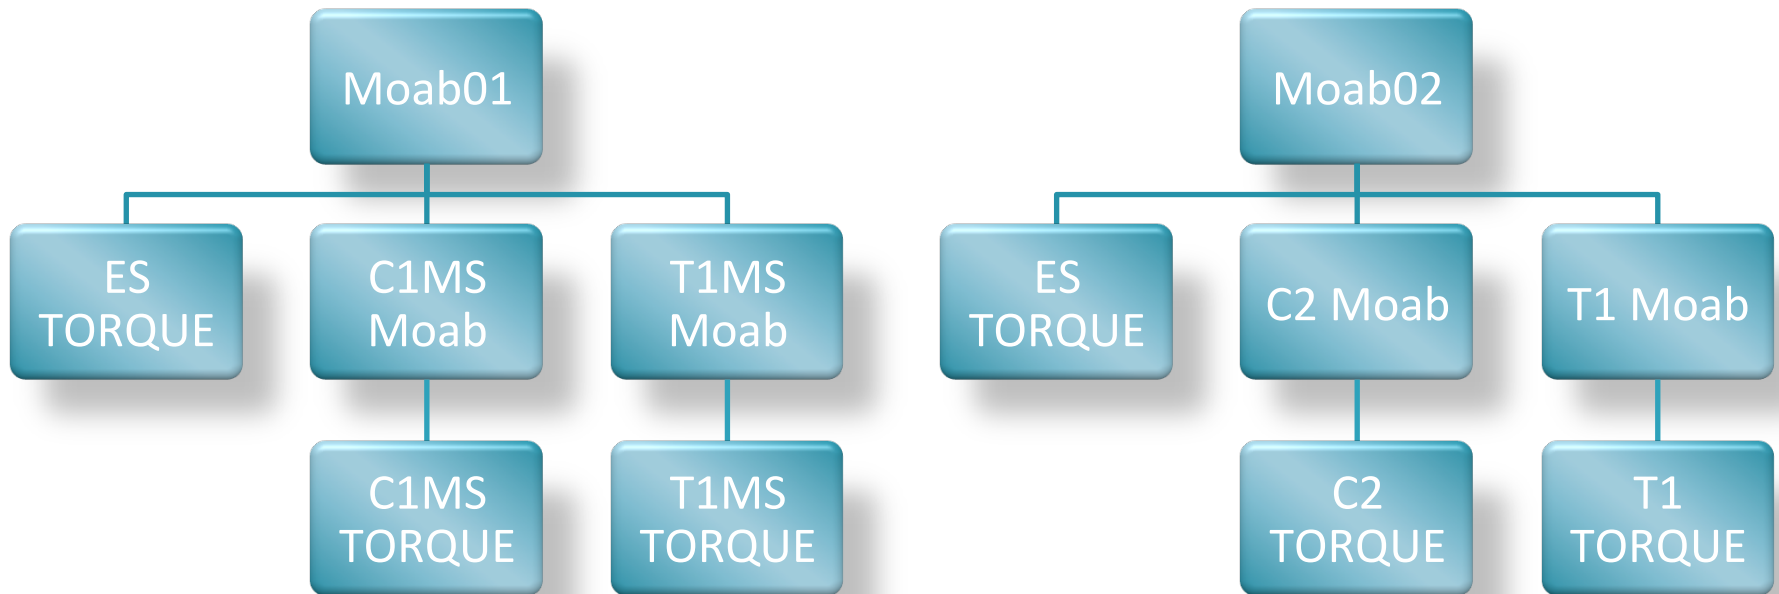 Moab01
Moab02
ES
TORQUE
C1MS
Moab
T1MS
Moab
ES
TORQUE
C2 Moab
T1 Moab
C1MS
TORQUE
T1MS
TORQUE
C2
TORQUE
T1
TORQUE